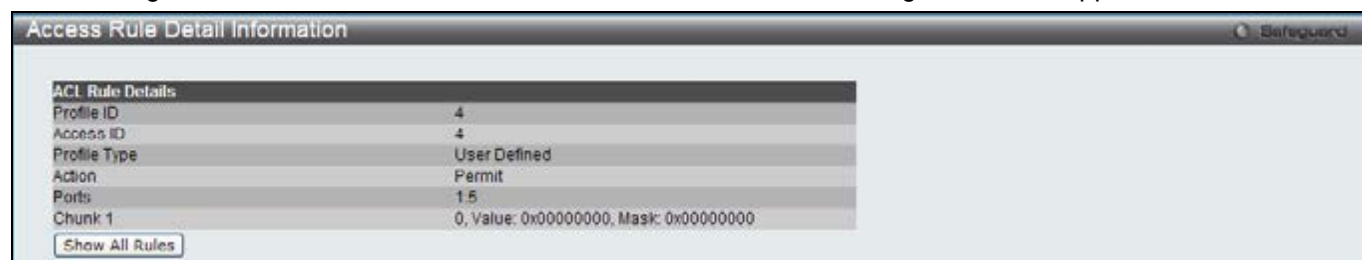 Access Rule Detail Information
Safeguard
ACL Rule Details
Profile ID 4
Access ID 4
Profile Type User Defined
Action Permit
Ports 1.5
Chunk 1 0, Value: 0x00000000, Mask: 0x00000000
Show All Rules